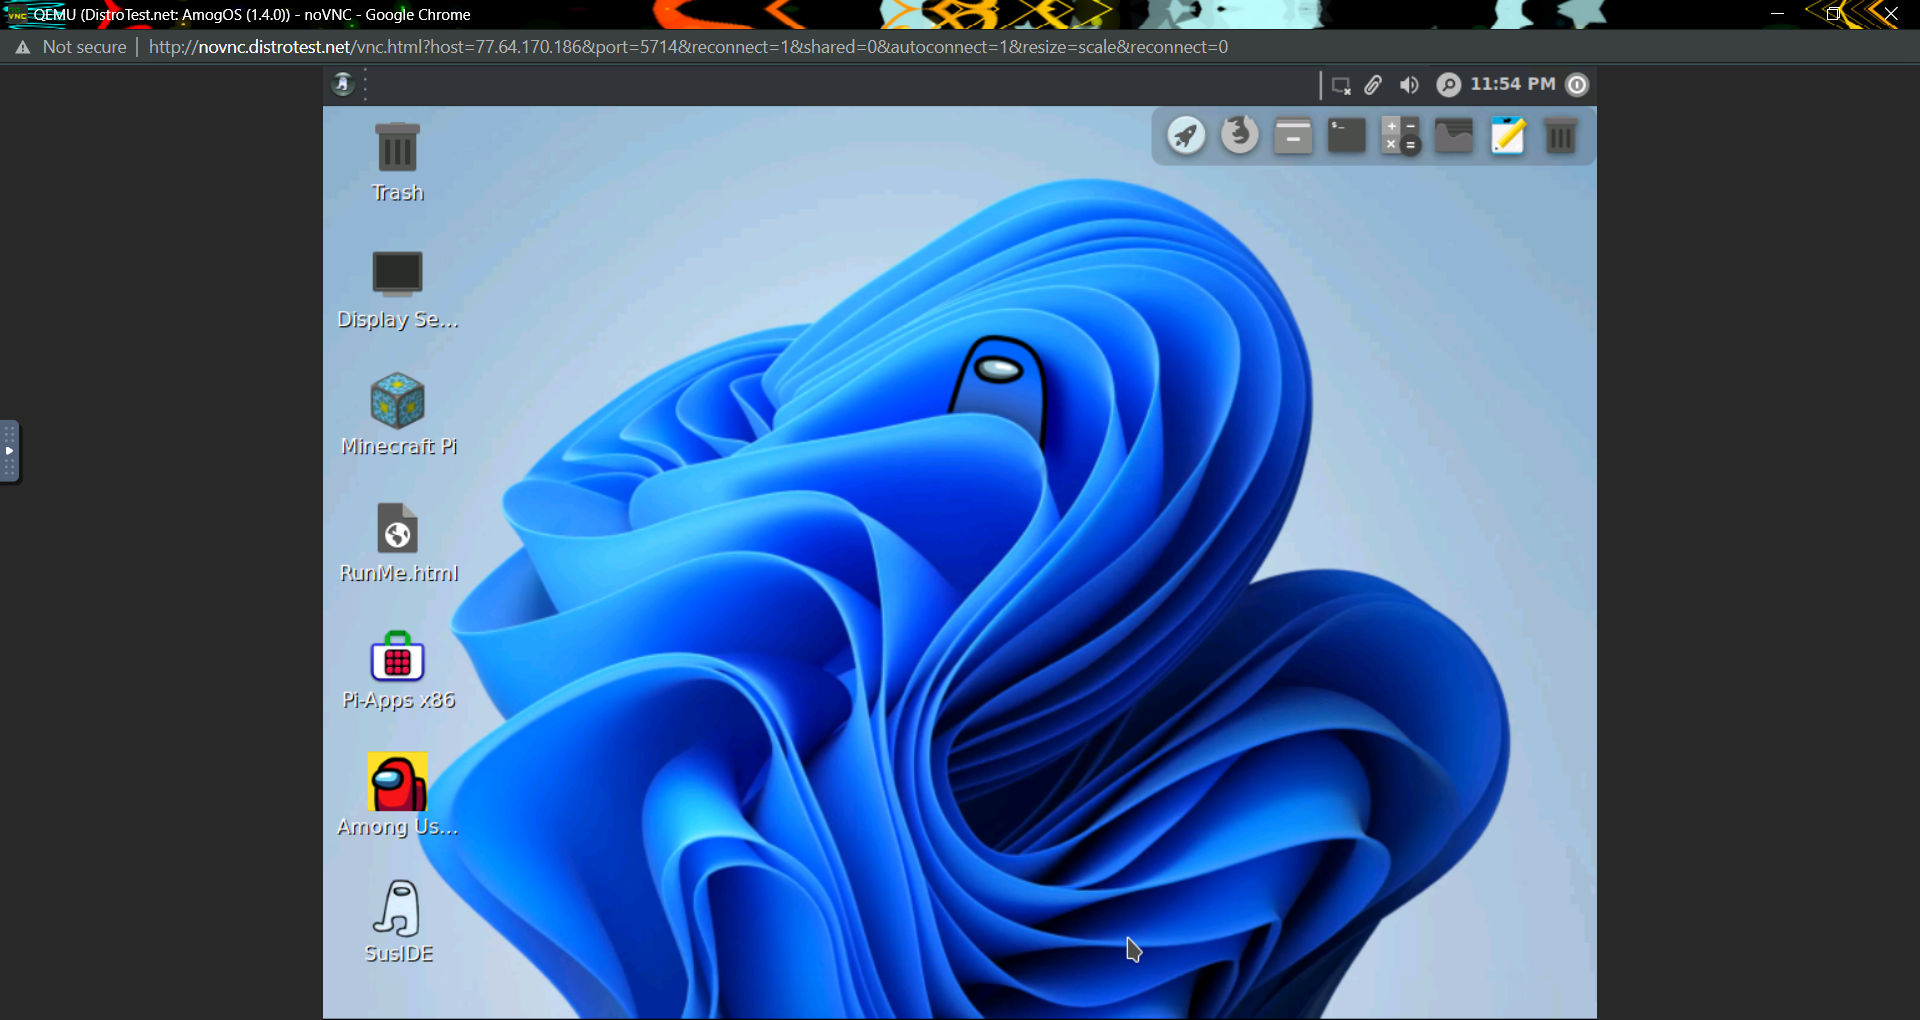 QEMU (DistroTest.net: AmogOS (1.4.0)) - noVNC - Google Chrome
Not secure | http://novnc.distrotest.net/vnc.html?host=77.64.170.186&port=5714&reconnect=1&shared=0&autoconnect=1&resize=scale&reconnect=0
11:54 PM
Trash
Display Se...
Minecraft Pi
RunMe.html
Pi-Apps x86
Among Us...
SusIDE